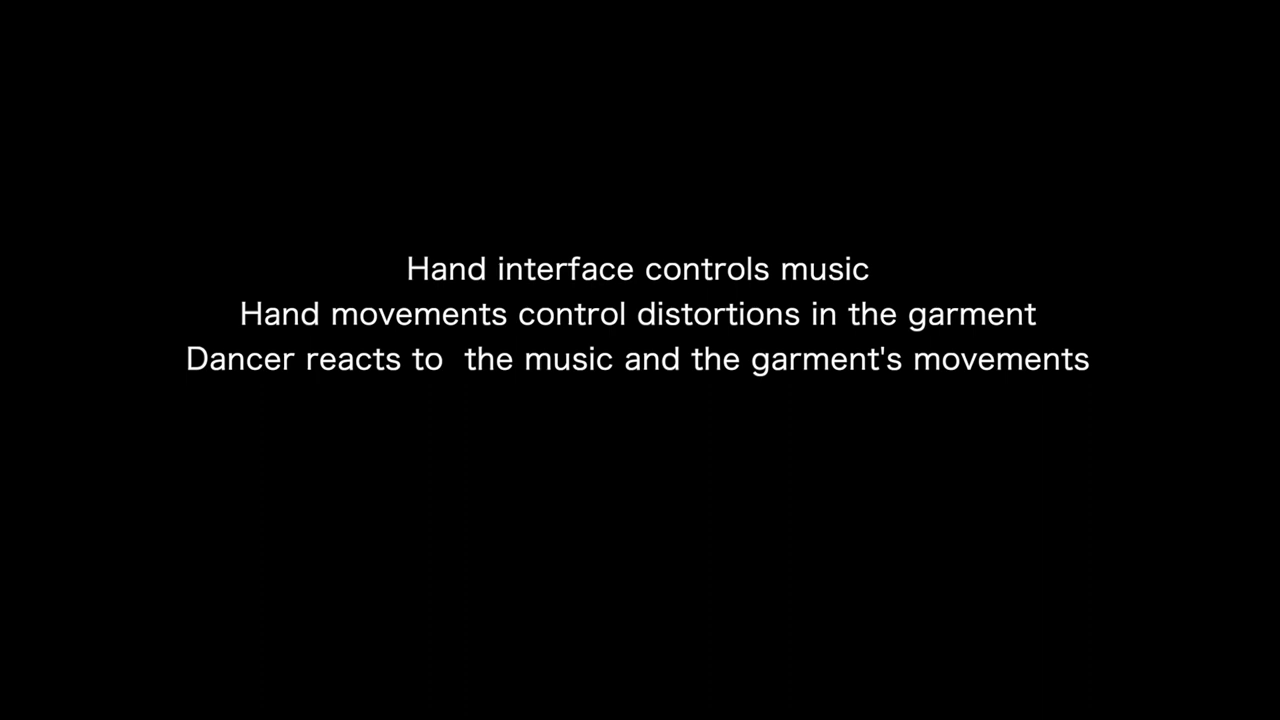 Hand interface controls music
Hand movements control distortions in the garment
Dancer reacts to  the music and the garment's movements